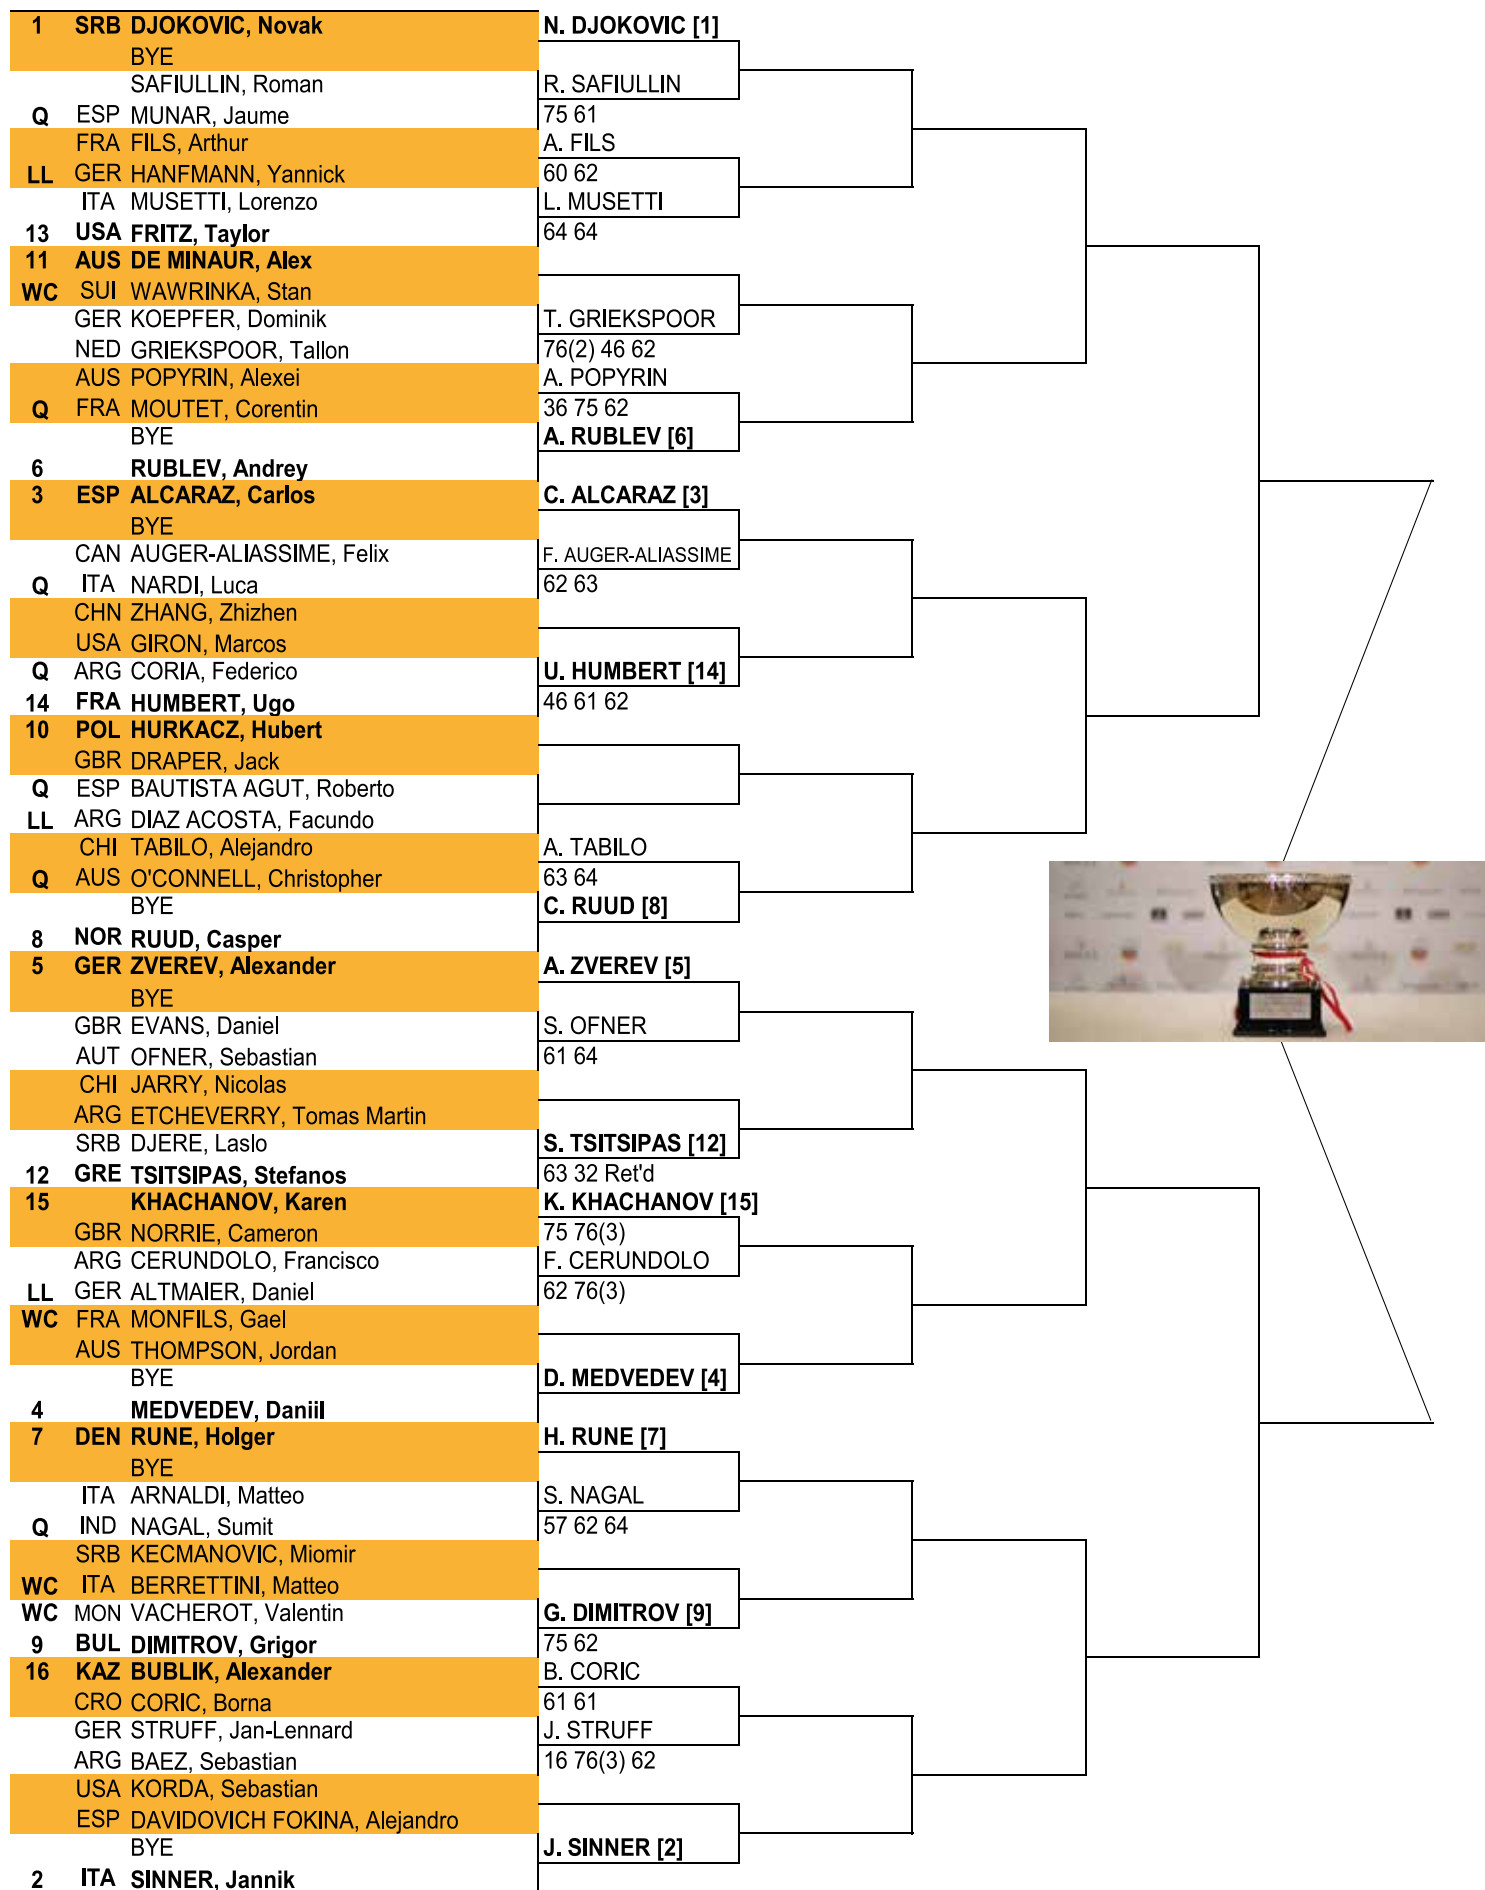 1 SRB DJOKOVIC, Novak N. DJOKOVIC [1]
BYE
SAFIULLIN, Roman R. SAFIULLIN
Q ESP MUNAR, Jaume 75 61
FRA FILS, Arthur A. FILS
LL GER HANFMANN, Yannick 60 62
ITA MUSETTI, Lorenzo L. MUSETTI
13 USA FRITZ, Taylor 64 64
11 AUS DE MINAUR, Alex
WC SUI WAWRINKA, Stan
GER KOEPFER, Dominik T. GRIEKSPOOR
NED GRIEKSPOOR, Tallon 76(2) 46 62
AUS POPYRIN, Alexei A. POPYRIN
Q FRA MOUTET, Corentin 36 75 62
BYE A. RUBLEV [6]
6 RUBLEV, Andrey
3 ESP ALCARAZ, Carlos C. ALCARAZ [3]
BYE
CAN AUGER-ALIASSIME, Felix F. AUGER-ALIASSIME
Q ITA NARDI, Luca 62 63
CHN ZHANG, Zhizhen
USA GIRON, Marcos
Q ARG CORIA, Federico U. HUMBERT [14]
14 FRA HUMBERT, Ugo 46 61 62
10 POL HURKACZ, Hubert
GBR DRAPER, Jack
Q ESP BAUTISTA AGUT, Roberto
LL ARG DIAZ ACOSTA, Facundo
CHI TABILO, Alejandro A. TABILO
Q AUS O'CONNELL, Christopher 63 64
BYE C. RUUD [8]
8 NOR RUUD, Casper
5 GER ZVEREV, Alexander A. ZVEREV [5]
BYE
GBR EVANS, Daniel S. OFNER
AUT OFNER, Sebastian 61 64
CHI JARRY, Nicolas
ARG ETCHEVERRY, Tomas Martin
SRB DJERE, Laslo S. TSITSIPAS [12]
12 GRE TSITSIPAS, Stefanos 63 32 Ret'd
15 KHACHANOV, Karen K. KHACHANOV [15]
GBR NORRIE, Cameron 75 76(3)
ARG CERUNDOLO, Francisco F. CERUNDOLO
LL GER ALTMAIER, Daniel 62 76(3)
WC FRA MONFILS, Gael
AUS THOMPSON, Jordan
BYE D. MEDVEDEV [4]
4 MEDVEDEV, Daniil
7 DEN RUNE, Holger H. RUNE [7]
BYE
ITA ARNALDI, Matteo S. NAGAL
Q IND NAGAL, Sumit 57 62 64
SRB KECMANOVIC, Miomir
WC ITA BERRETTINI, Matteo
WC MON VACHEROT, Valentin G. DIMITROV [9]
9 BUL DIMITROV, Grigor 75 62
16 KAZ BUBLIK, Alexander B. CORIC
CRO CORIC, Borna 61 61
GER STRUFF, Jan-Lennard J. STRUFF
ARG BAEZ, Sebastian 16 76(3) 62
USA KORDA, Sebastian
ESP DAVIDOVICH FOKINA, Alejandro
BYE J. SINNER [2]
2 ITA SINNER, Jannik